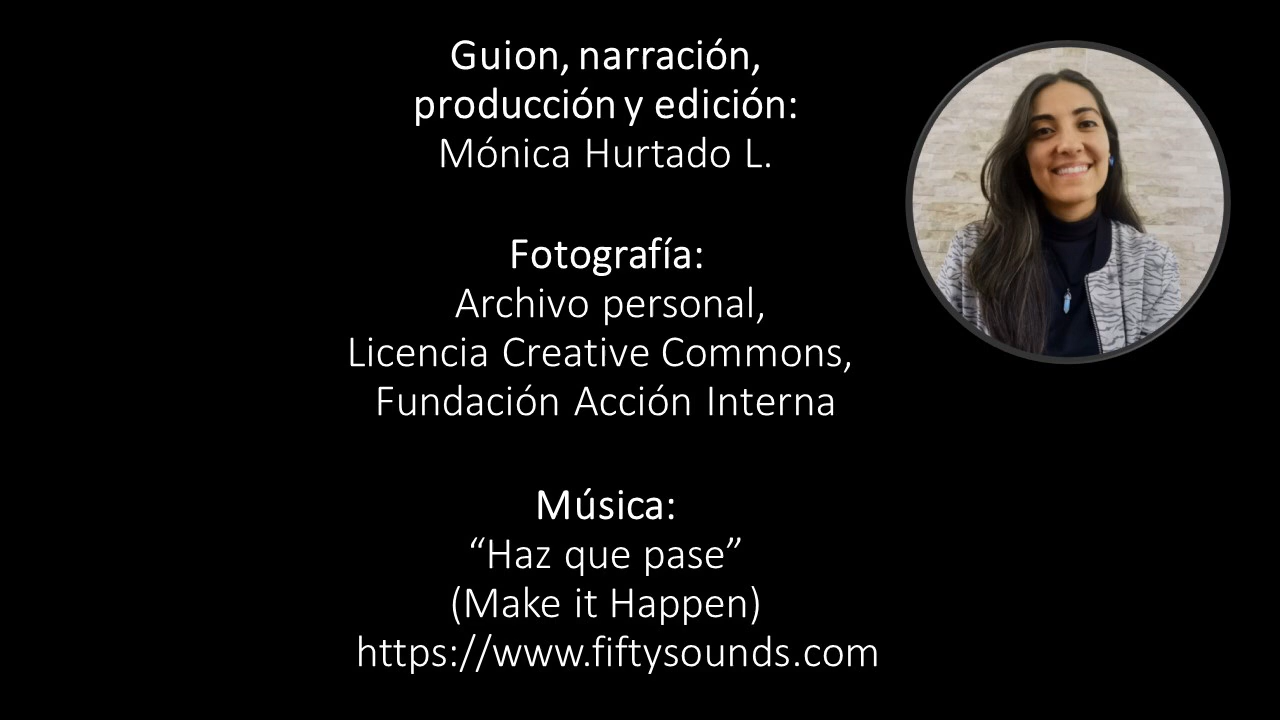 Guion, narración,
producción y edición:
Mónica Hurtado L.
Fotografía:
Archivo personal,
Licencia Creative Commons,
Fundación Acción Interna
Música:
“Haz que pase”
(Make it Happen)
https://www.fiftysounds.com